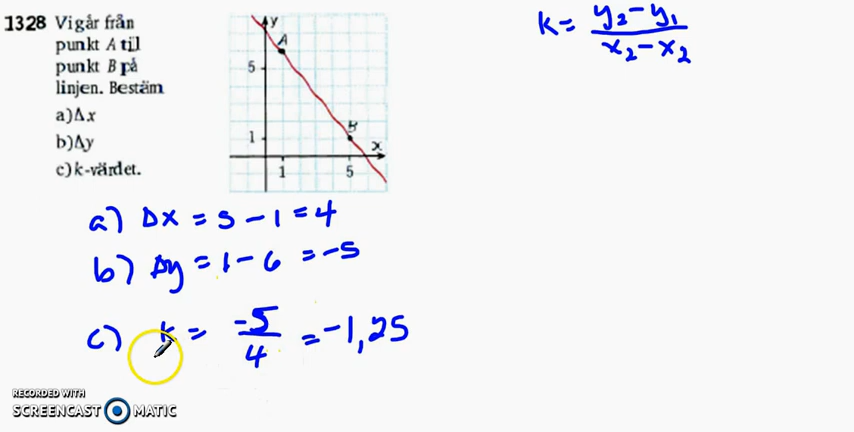 1328 Vi går från
punkt A till
punkt B på
linjen. Bestäm
a) Δx
b) Δy
c) k-värdet.
y
A
5
B
1
x
1 5
k = y₂ - y₁ / x₂ - x₂
a) Δx = 5 - 1 = 4
b) Δy = 1 - 6 = -5
c) k = -5/4 = -1,25
RECORDED WITH
SCREENCAST MATIC